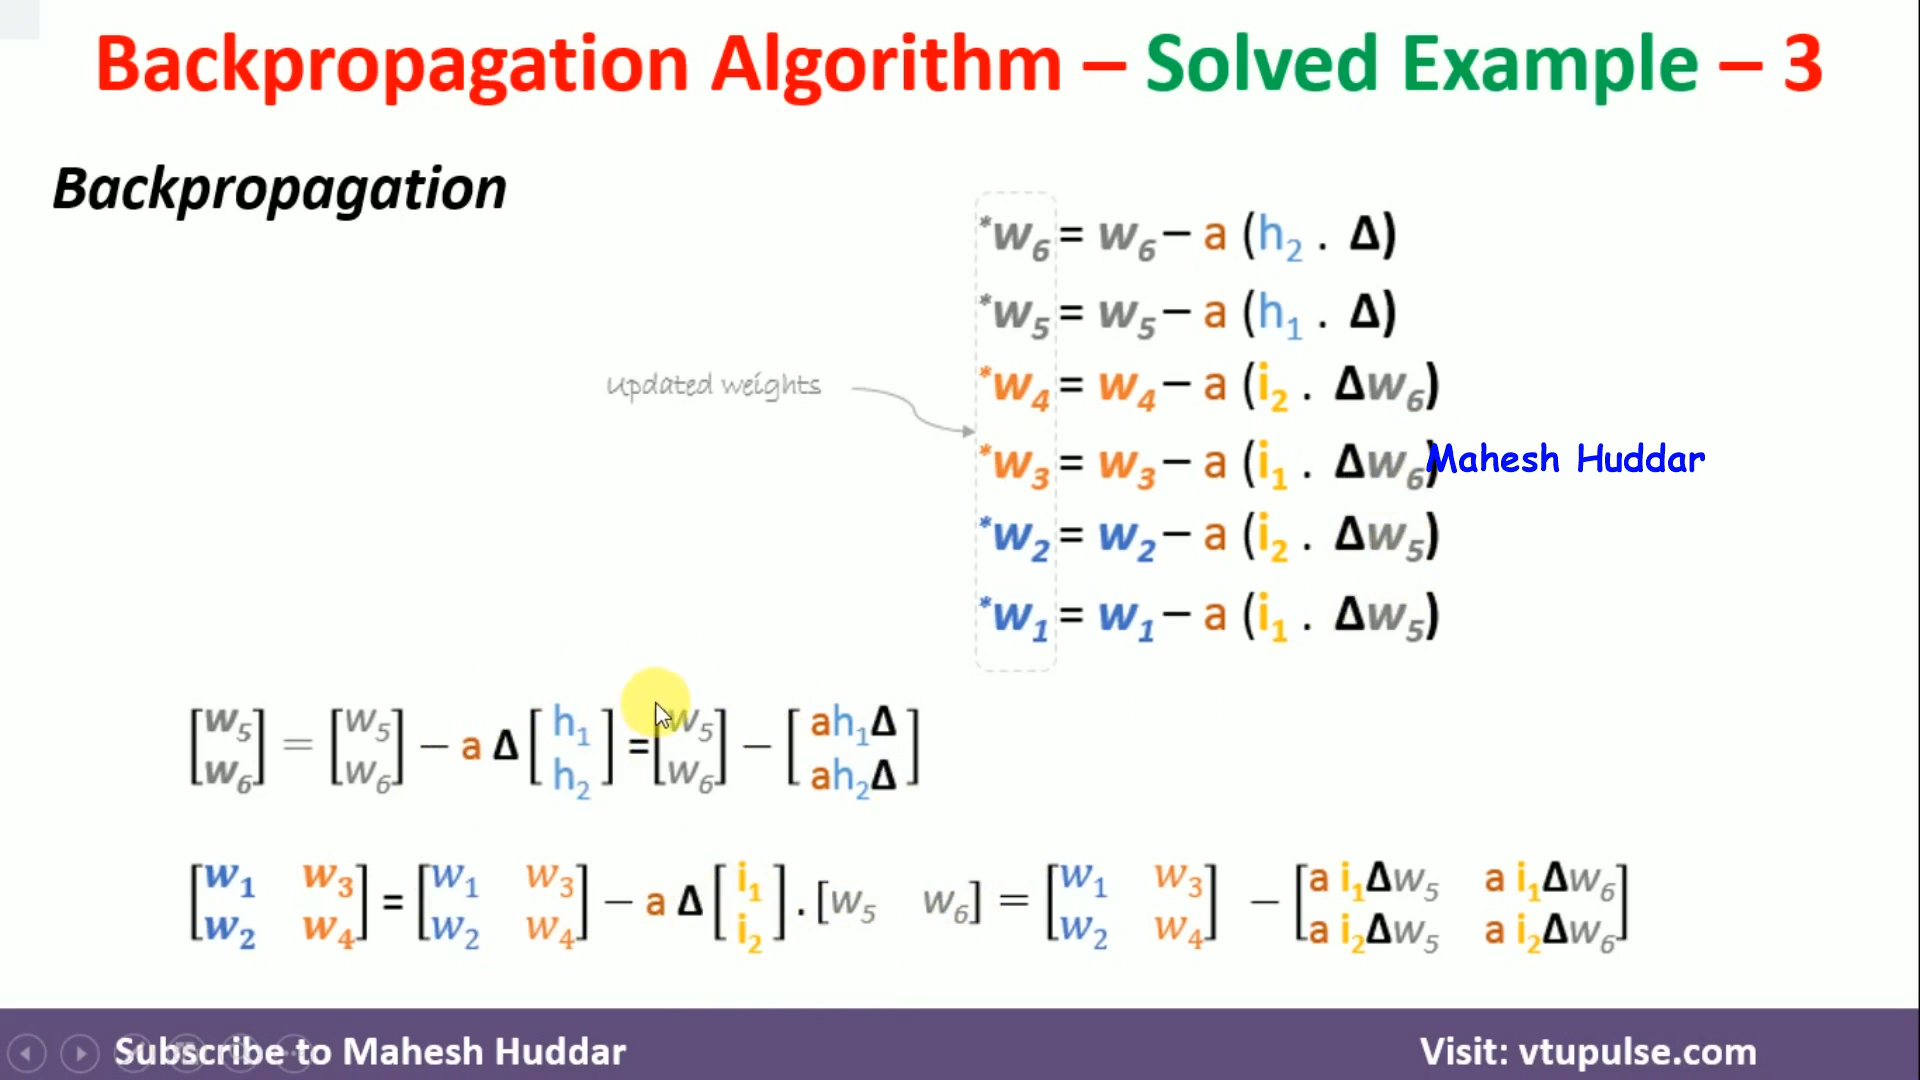 Backpropagation Algorithm – Solved Example – 3
Backpropagation
*w₆ = w₆ – a (h₂ . Δ)
*w₅ = w₅ – a (h₁ . Δ)
*w₄ = w₄ – a (i₂ . Δw₆)
updated weights
*w₃ = w₃ – a (i₁ . Δw₆)
Mahesh Huddar
*w₂ = w₂ – a (i₂ . Δw₅)
*w₁ = w₁ – a (i₁ . Δw₅)
[w₅ w₆] = [w₅ w₆] – a Δ [h₁ h₂] = [w₅ w₆] – [ah₁Δ ah₂Δ]
[w₁ w₃ w₂ w₄] = [w₁ w₃ w₂ w₄] – a Δ [i₁ i₂] . [w₅ w₆] = [w₁ w₃ w₂ w₄] – [a i₁Δw₅ a i₁Δw₆ a i₂Δw₅ a i₂Δw₆]
Subscribe to Mahesh Huddar
Visit: vtupulse.com